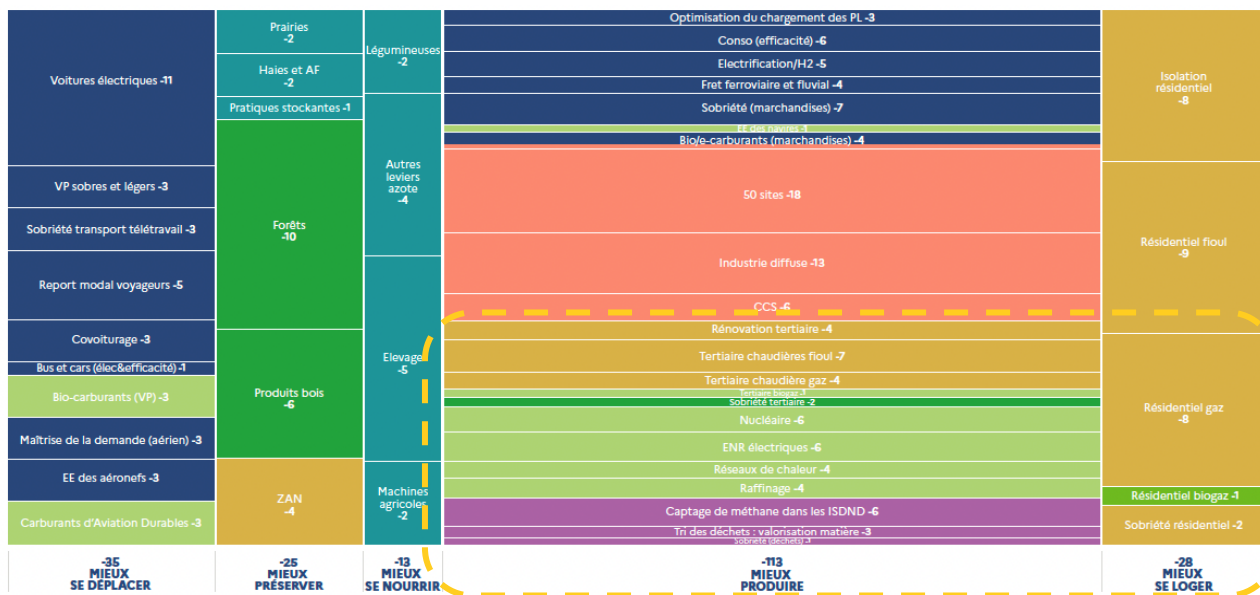 Voitures électriques -11
VP sobres et légers -3
Sobriété transport télétravail -3
Report modal voyageurs -5
Covoiturage -3
Bus et cars (élec&efficacité) -1
Bio-carburants (VP) -3
Maîtrise de la demande (aérien) -3
EE des aéronefs -3
Carburants d'Aviation Durables -3
-35
MIEUX
SE DÉPLACER
Prairies
-2
Haies et AF
-2
Pratiques stockantes -1
Forêts
-10
Produits bois
-6
ZAN
-4
-25
MIEUX
PRÉSERVER
Légumineuses
-2
Autres
leviers
azote
-4
Elevage
-5
Machines
agricoles
-2
-13
MIEUX
SE NOURRIR
Optimisation du chargement des PL -3
Conso (efficacité) -6
Electrification/H2 -5
Fret ferroviaire et fluvial -4
Sobriété (marchandises) -7
EE des navires -1
Bio/e-carburants (marchandises) -4
50 sites -18
Industrie diffuse -13
CCS -6
Rénovation tertiaire -4
Tertiaire chaudières fioul -7
Tertiaire chaudière gaz -4
Tertiaire biogaz -1
Sobriété tertiaire -2
Nucléaire -6
ENR électriques -6
Réseaux de chaleur -4
Raffinage -4
Captage de méthane dans les ISDND -6
Tri des déchets : valorisation matière -3
Sobriété (déchets) -1
-113
MIEUX
PRODUIRE
Isolation
résidentiel
-8
Résidentiel fioul
-9
Résidentiel gaz
-8
Résidentiel biogaz -1
Sobriété résidentiel -2
-28
MIEUX
SE LOGER